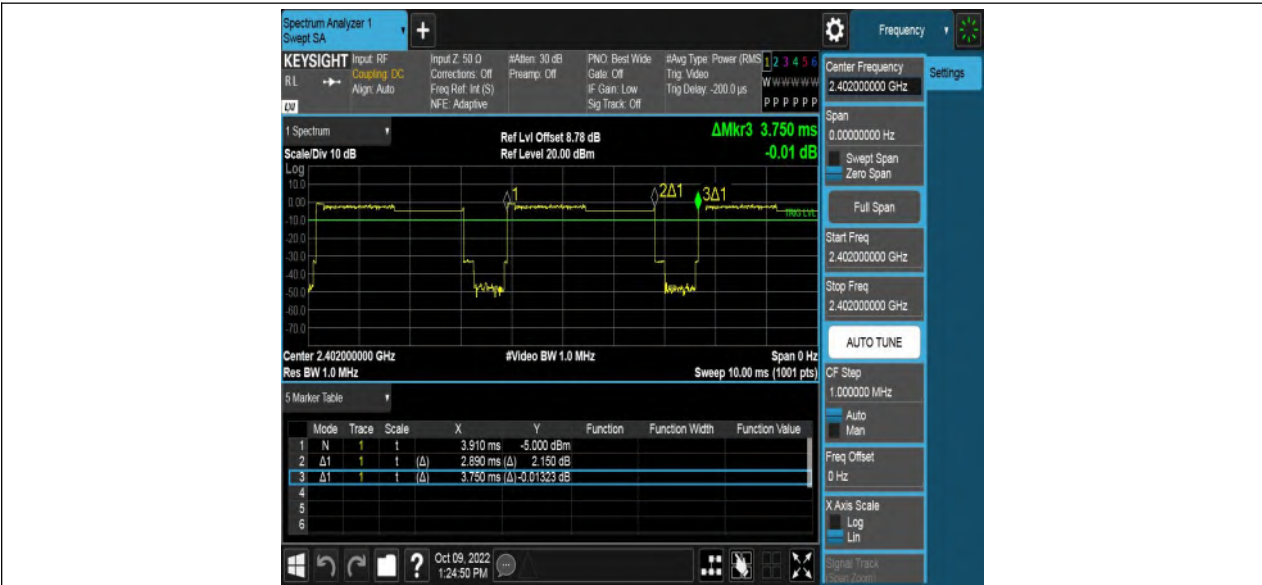 Spectrum Analyzer 1
Swept SA
+
Frequency
KEYSIGHT Input: RF Input Z: 50 Ω #Atten: 30 dB PNO: Best Wide #Avg Type: Power (RMS 1 2 3 4 5 6
RL Coupling: DC Corrections: Off Preamp: Off Gate: Off Trig: Video W W W W W W
Align: Auto Freq Ref: Int (S) IF Gain: Low Trig Delay: -200.0 µs
NFE: Adaptive Sig Track: Off P P P P P P
LXI
1 Spectrum
Scale/Div 10 dB
Ref Lvl Offset 8.78 dB
Ref Level 20.00 dBm
ΔMkr3 3.750 ms
-0.01 dB
Log
10.0
0.00
-10.0
-20.0
-30.0
-40.0
-50.0
-60.0
-70.0
1
2Δ1
3Δ1
TRIG LVL
Center 2.402000000 GHz #Video BW 1.0 MHz Span 0 Hz
Res BW 1.0 MHz Sweep 10.00 ms (1001 pts)
5 Marker Table
Mode Trace Scale X Y Function Function Width Function Value
1 N 1 t 3.910 ms -5.000 dBm
2 Δ1 1 t (Δ) 2.890 ms (Δ) 2.150 dB
3 Δ1 1 t (Δ) 3.750 ms (Δ) -0.01323 dB
4
5
6
Oct 09, 2022
1:24:50 PM
?
Center Frequency
2.402000000 GHz
Settings
Span
0.00000000 Hz
Swept Span
Zero Span
Full Span
Start Freq
2.402000000 GHz
Stop Freq
2.402000000 GHz
AUTO TUNE
CF Step
1.000000 MHz
Auto
Man
Freq Offset
0 Hz
X Axis Scale
Log
Lin
Signal Track
(Span Zoom)